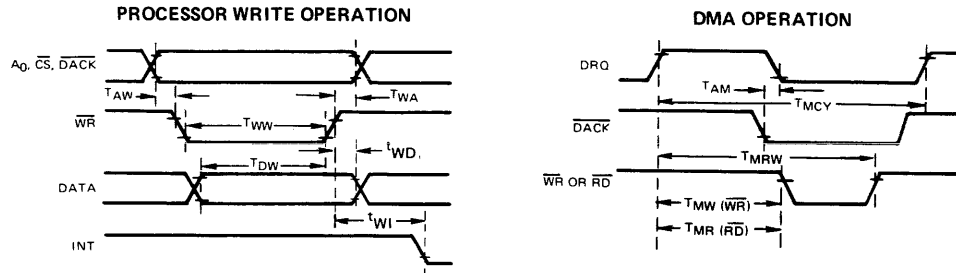 PROCESSOR WRITE OPERATION
A0, CS, DACK
TAW
TWA
WR
TWW
tWD
TDW
DATA
tWI
INT
DMA OPERATION
DRQ
TAM
TMCY
DACK
TMRW
WR OR RD
TMW (WR)
TMR (RD)